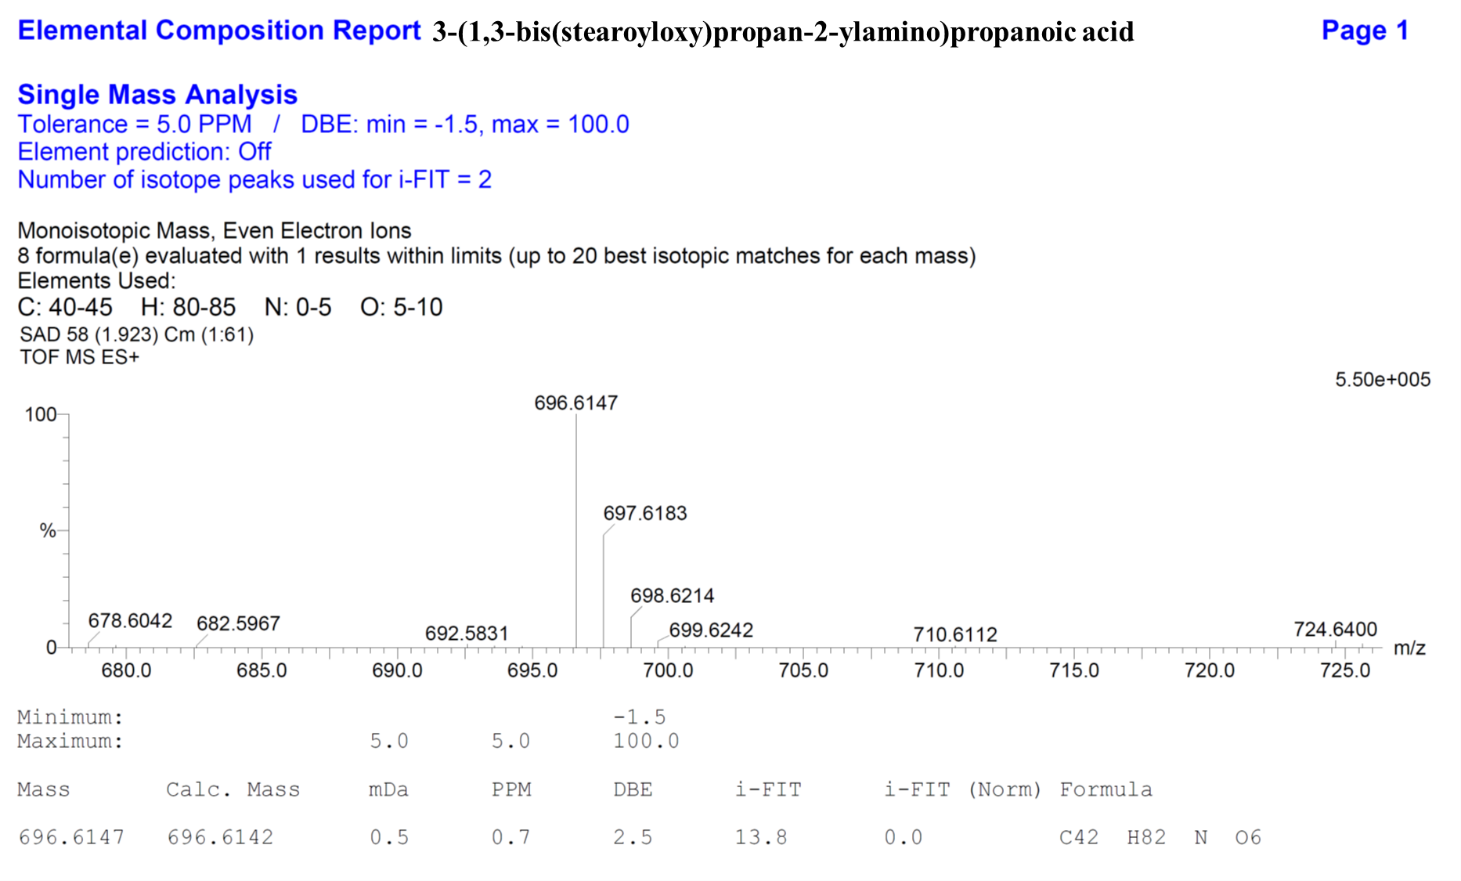 Elemental Composition Report 3-(1,3-bis(stearoyloxy)propan-2-ylamino)propanoic acid Page 1
Single Mass Analysis
Tolerance = 5.0 PPM / DBE: min = -1.5, max = 100.0
Element prediction: Off
Number of isotope peaks used for i-FIT = 2
Monoisotopic Mass, Even Electron Ions
8 formula(e) evaluated with 1 results within limits (up to 20 best isotopic matches for each mass)
Elements Used:
C: 40-45 H: 80-85 N: 0-5 O: 5-10
SAD 58 (1.923) Cm (1:61)
TOF MS ES+
5.50e+005
696.6147
100
697.6183
%
698.6214
678.6042 682.5967 692.5831 699.6242 710.6112 724.6400
0
m/z
680.0 685.0 690.0 695.0 700.0 705.0 710.0 715.0 720.0 725.0
Minimum: -1.5
Maximum: 5.0 5.0 100.0
Mass Calc. Mass mDa PPM DBE i-FIT i-FIT (Norm) Formula
696.6147 696.6142 0.5 0.7 2.5 13.8 0.0 C42 H82 N O6